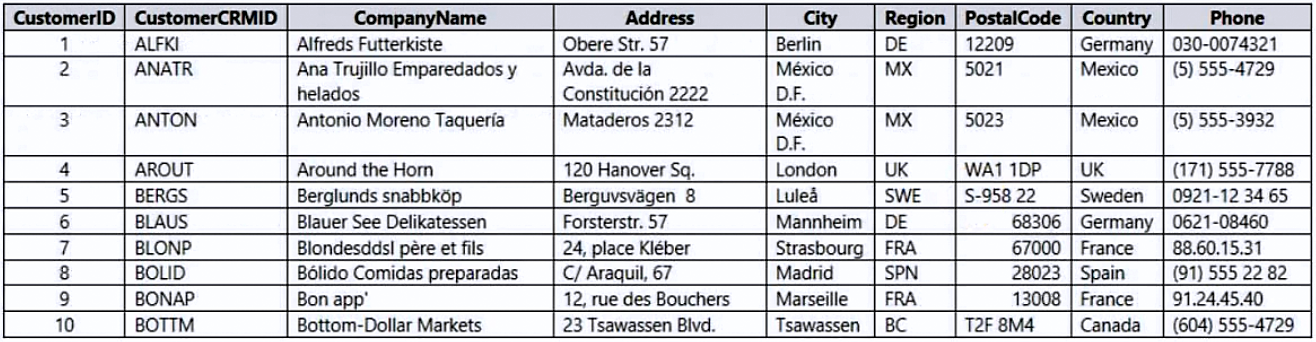 CustomerID CustomerCRMID CompanyName Address City Region PostalCode Country Phone
1 ALFKI Alfreds Futterkiste Obere Str. 57 Berlin DE 12209 Germany 030-0074321
2 ANATR Ana Trujillo Emparedados y Avda. de la México MX 5021 Mexico (5) 555-4729
helados Constitución 2222 D.F.
3 ANTON Antonio Moreno Taquería Mataderos 2312 México MX 5023 Mexico (5) 555-3932
D.F.
4 AROUT Around the Horn 120 Hanover Sq. London UK WA1 1DP UK (171) 555-7788
5 BERGS Berglunds snabbköp Berguvsvägen 8 Luleå SWE S-958 22 Sweden 0921-12 34 65
6 BLAUS Blauer See Delikatessen Forsterstr. 57 Mannheim DE 68306 Germany 0621-08460
7 BLONP Blondesddsl père et fils 24, place Kléber Strasbourg FRA 67000 France 88.60.15.31
8 BOLID Bólido Comidas preparadas C/ Araquil, 67 Madrid SPN 28023 Spain (91) 555 22 82
9 BONAP Bon app' 12, rue des Bouchers Marseille FRA 13008 France 91.24.45.40
10 BOTTM Bottom-Dollar Markets 23 Tsawassen Blvd. Tsawassen BC T2F 8M4 Canada (604) 555-4729